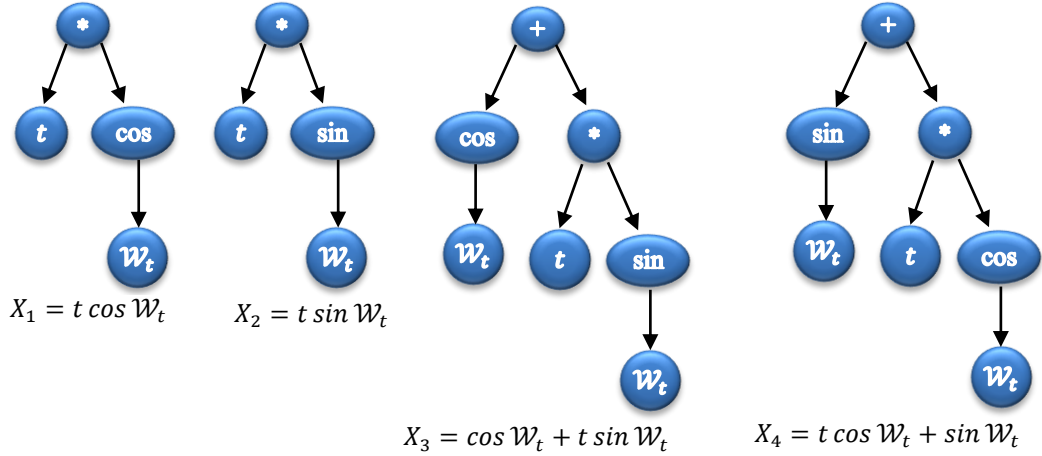 * * + +
t cos t sin cos * sin *
𝒲ₜ 𝒲ₜ 𝒲ₜ t sin 𝒲ₜ t cos
X₁ = t cos 𝒲ₜ X₂ = t sin 𝒲ₜ
𝒲ₜ 𝒲ₜ
X₃ = cos 𝒲ₜ + t sin 𝒲ₜ X₄ = t cos 𝒲ₜ + sin 𝒲ₜ